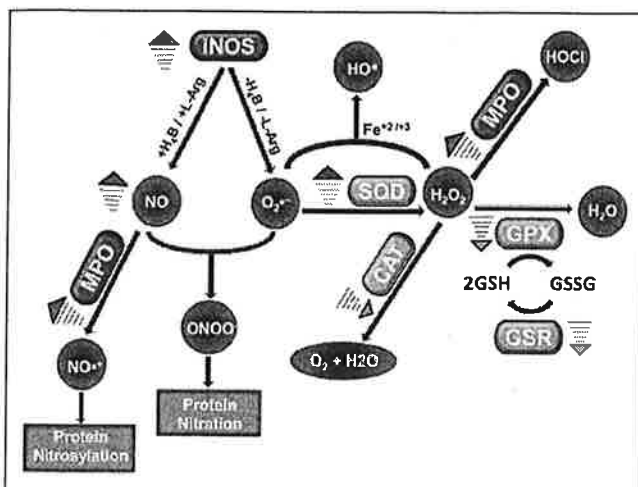 iNOS
HO•
HOCl
+H₄B / +L-Arg
-H₄B / -L-Arg
MPO
Fe⁺²/⁺³
NO
O₂•⁻
SOD
H₂O₂
H₂O
GPX
MPO
CAT
2GSH
GSSG
ONOO
GSR
NO•⁺
O₂ + H2O
Protein
Nitration
Protein
Nitrosylation